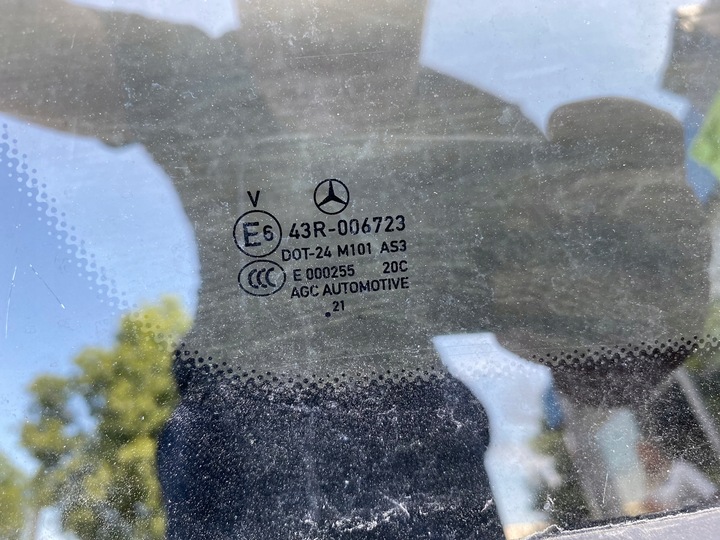 V
E6 43R-006723
DOT-24 M101 AS3
CCC E 000255 20C
AGC AUTOMOTIVE
.21